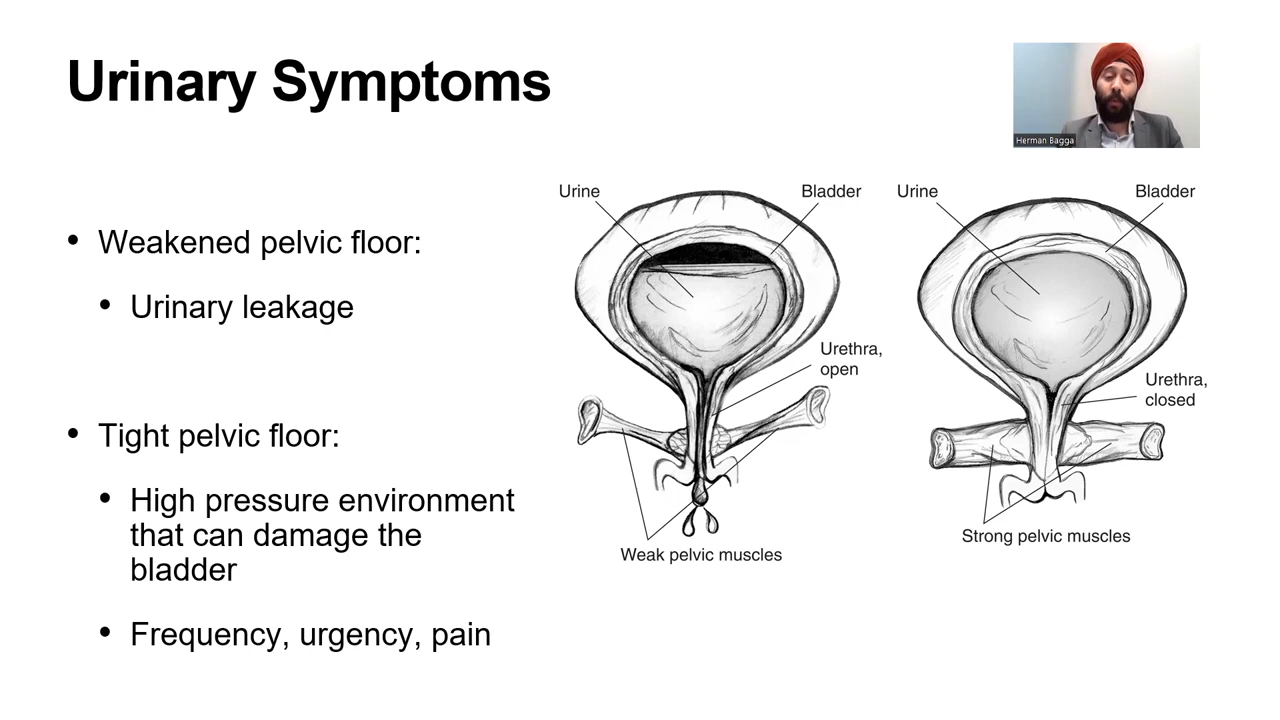 Urinary Symptoms
Herman Bagga
• Weakened pelvic floor:
• Urinary leakage
• Tight pelvic floor:
• High pressure environment
that can damage the
bladder
• Frequency, urgency, pain
Urine
Bladder
Urethra,
open
Weak pelvic muscles
Urine
Bladder
Urethra,
closed
Strong pelvic muscles